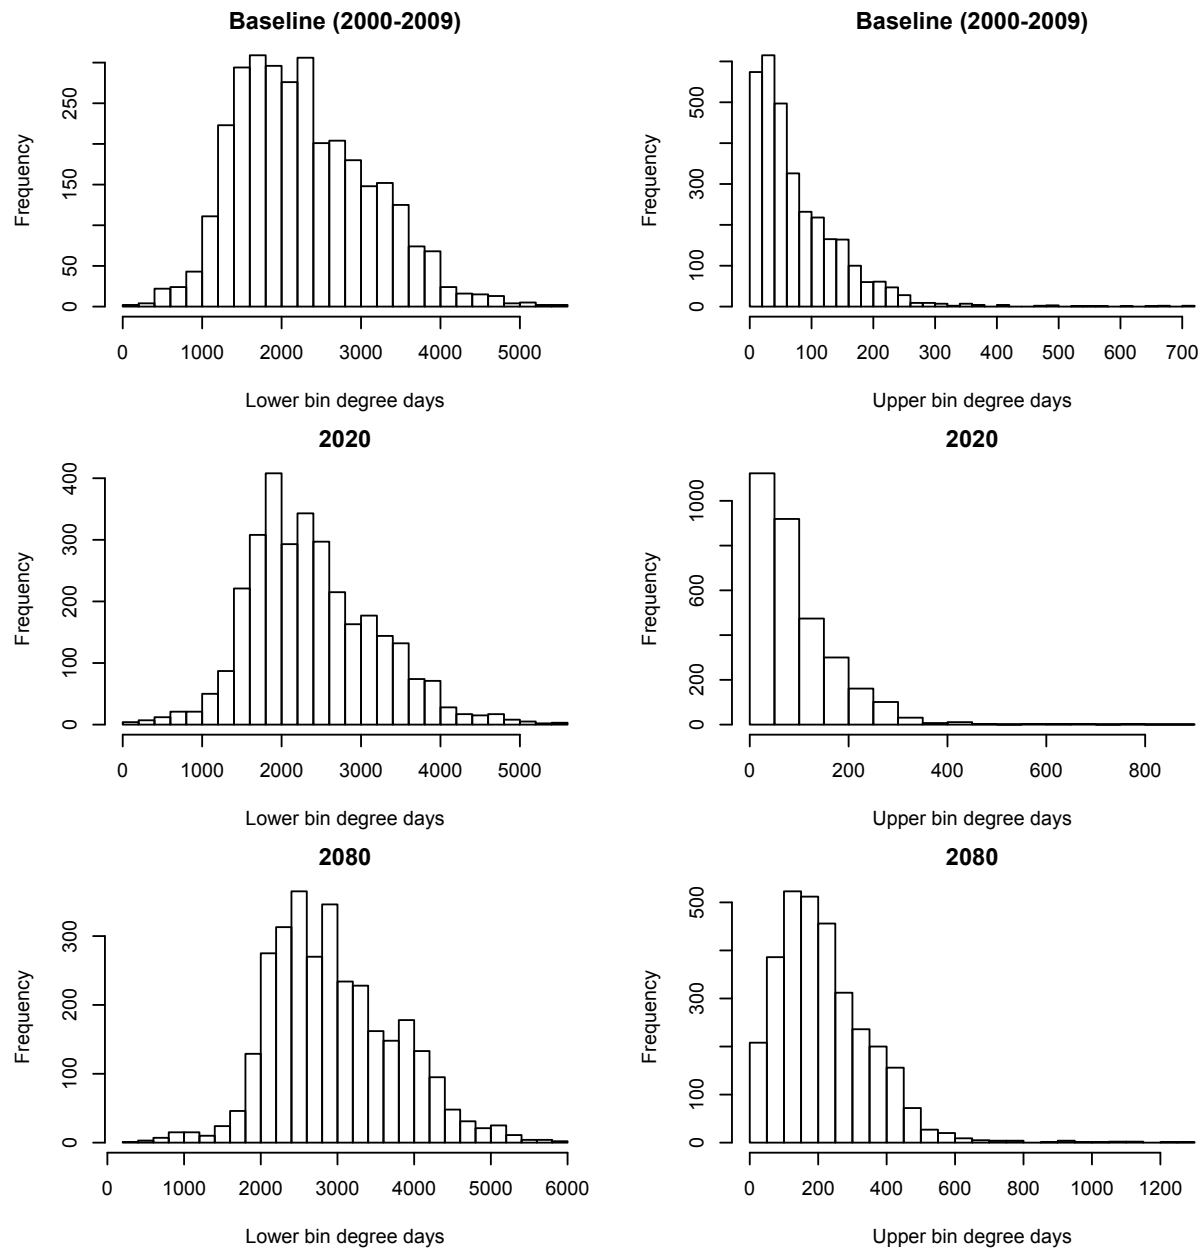 Baseline (2000-2009)
Frequency
250
150
50
0
0 1000 2000 3000 4000 5000
Lower bin degree days
Baseline (2000-2009)
Frequency
500
300
100
0
0 100 200 300 400 500 600 700
Upper bin degree days
2020
Frequency
400
300
200
100
0
0 1000 2000 3000 4000 5000
Lower bin degree days
2020
Frequency
1000
600
200
0
0 200 400 600 800
Upper bin degree days
2080
Frequency
300
200
100
0
0 1000 2000 3000 4000 5000 6000
Lower bin degree days
2080
Frequency
500
300
100
0
0 200 400 600 800 1000 1200
Upper bin degree days